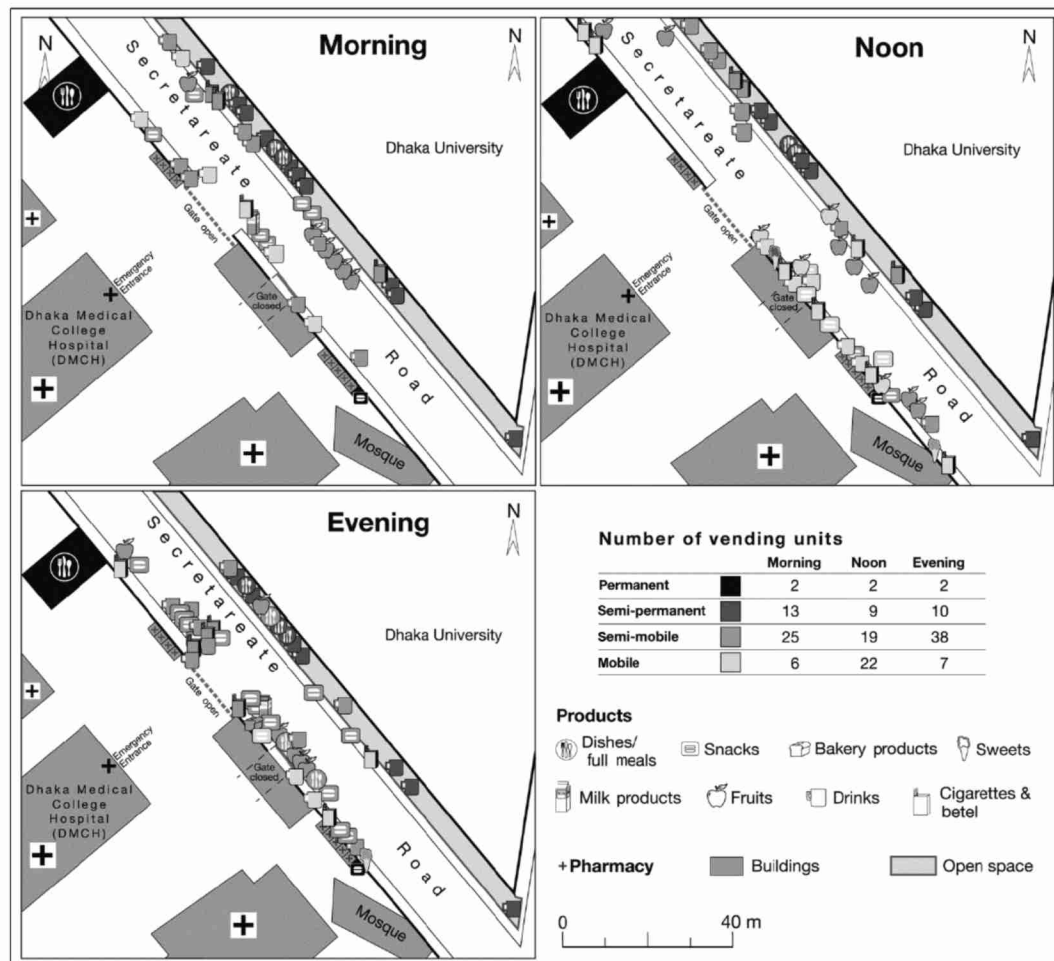 Morning
N
N
Secretareate
Road
Dhaka University
Gate open
Gate closed
Emergency Entrance
Dhaka Medical
College
Hospital
(DMCH)
Mosque
Noon
N
Secretareate
Road
Dhaka University
Gate open
Gate closed
Emergency Entrance
Dhaka Medical
College
Hospital
(DMCH)
Mosque
Evening
N
Secretareate
Road
Dhaka University
Gate open
Gate closed
Emergency Entrance
Dhaka Medical
College
Hospital
(DMCH)
Mosque
Number of vending units
Morning Noon Evening
Permanent 2 2 2
Semi-permanent 13 9 10
Semi-mobile 25 19 38
Mobile 6 22 7
Products
Dishes/ full meals
Snacks
Bakery products
Sweets
Milk products
Fruits
Drinks
Cigarettes & betel
+Pharmacy
Buildings
Open space
0 40 m